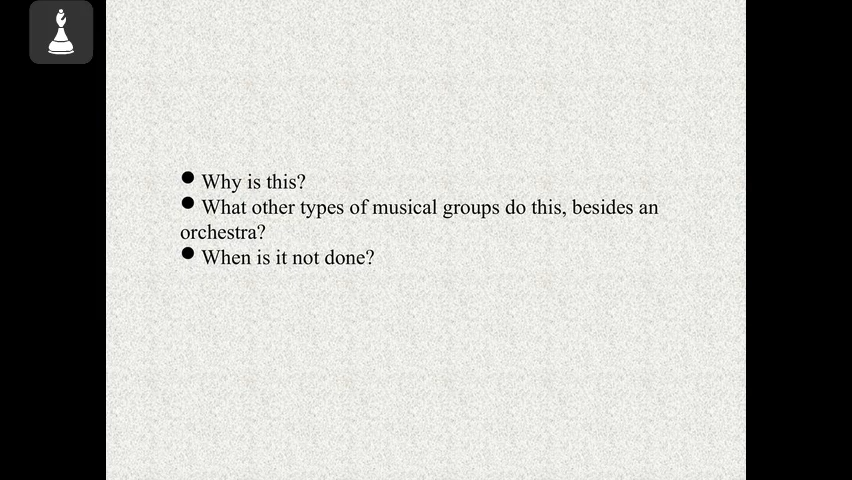 ● Why is this?
● What other types of musical groups do this, besides an
orchestra?
● When is it not done?